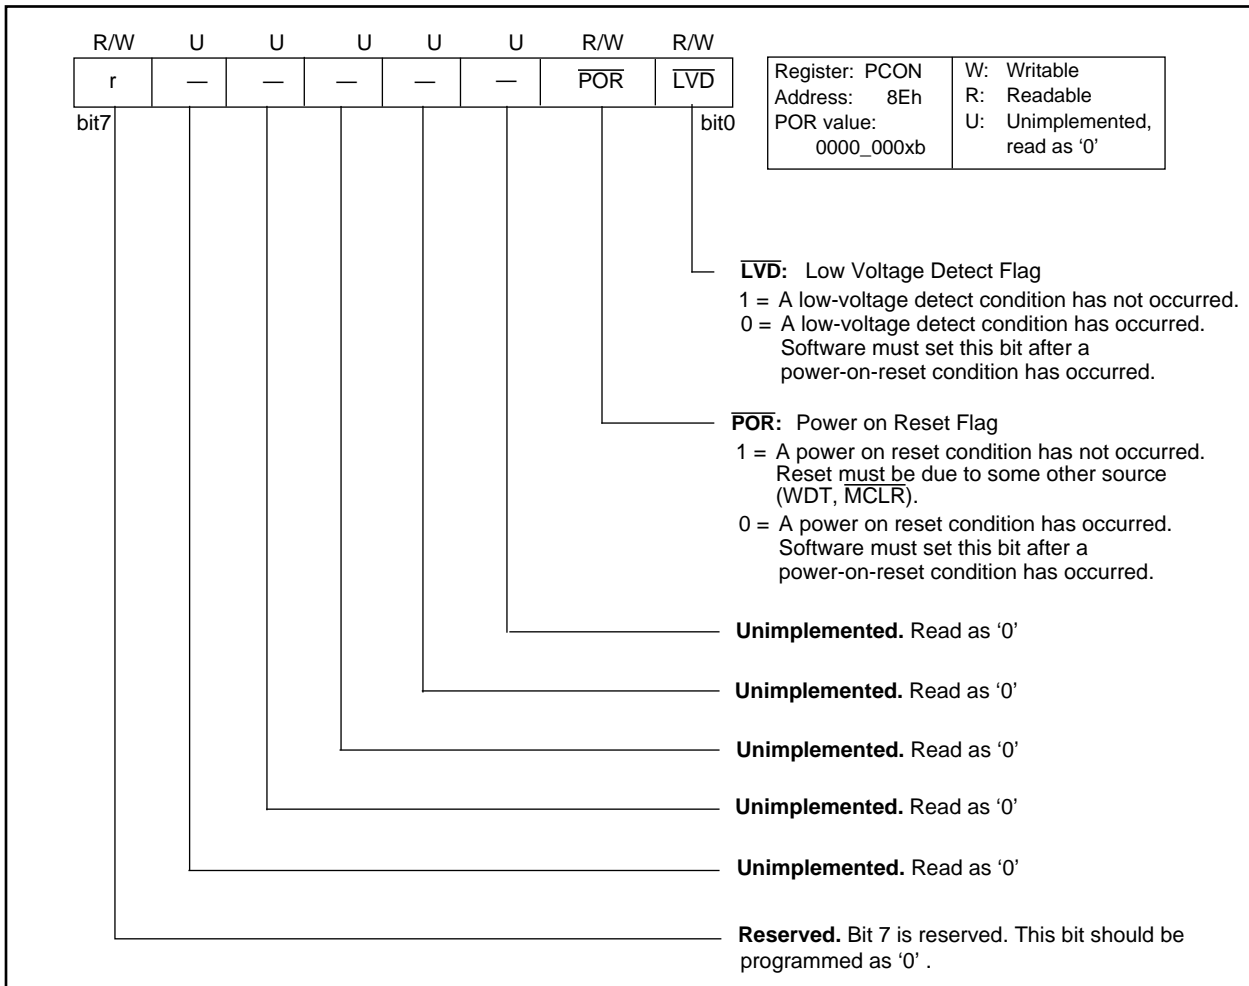 R/W U U U U U R/W R/W
r — — — — — POR LVD
bit7 bit0
Register: PCON
Address: 8Eh
POR value:
0000_000xb
W: Writable
R: Readable
U: Unimplemented,
read as ‘0’
LVD: Low Voltage Detect Flag
1 = A low-voltage detect condition has not occurred.
0 = A low-voltage detect condition has occurred.
Software must set this bit after a
power-on-reset condition has occurred.
POR: Power on Reset Flag
1 = A power on reset condition has not occurred.
Reset must be due to some other source
(WDT, MCLR).
0 = A power on reset condition has occurred.
Software must set this bit after a
power-on-reset condition has occurred.
Unimplemented. Read as ‘0’
Unimplemented. Read as ‘0’
Unimplemented. Read as ‘0’
Unimplemented. Read as ‘0’
Unimplemented. Read as ‘0’
Reserved. Bit 7 is reserved. This bit should be
programmed as ‘0’ .